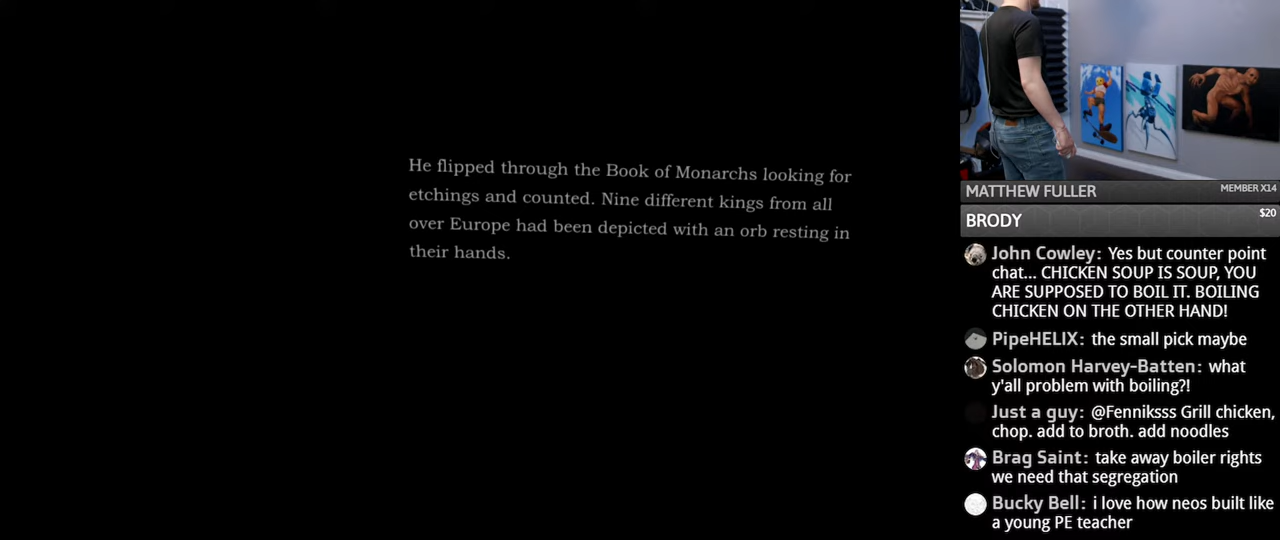 He flipped through the Book of Monarchs looking for
etchings and counted. Nine different kings from all
over Europe had been depicted with an orb resting in
their hands.
MATTHEW FULLER MEMBER X14
BRODY $20
John Cowley: Yes but counter point
chat... CHICKEN SOUP IS SOUP, YOU
ARE SUPPOSED TO BOIL IT. BOILING
CHICKEN ON THE OTHER HAND!
PipeHELIX: the small pick maybe
Solomon Harvey-Batten: what
y'all problem with boiling?!
Just a guy: @Fenniksss Grill chicken,
chop. add to broth. add noodles
Brag Saint: take away boiler rights
we need that segregation
Bucky Bell: i love how neos built like
a young PE teacher